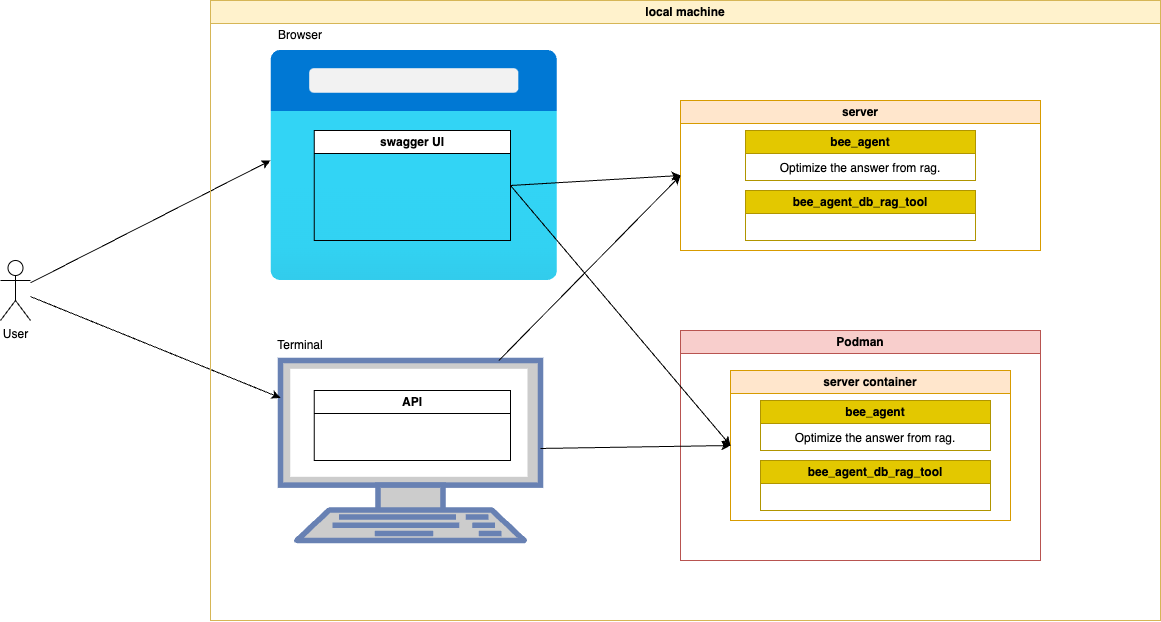 local machine
Browser
swagger UI
server
bee_agent
Optimize the answer from rag.
bee_agent_db_rag_tool
User
Terminal
API
Podman
server container
bee_agent
Optimize the answer from rag.
bee_agent_db_rag_tool